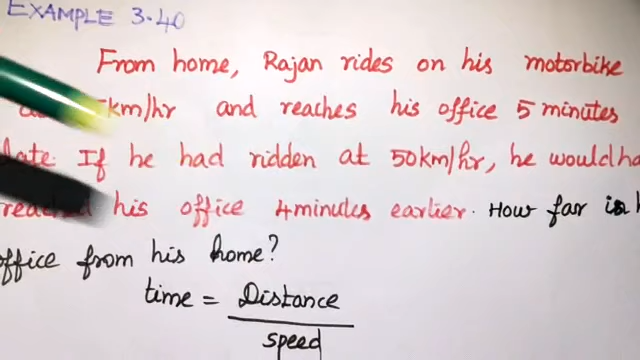 EXAMPLE 3.40
From home, Rajan rides on his motorbike
km/hr and reaches his office 5 minutes
late. If he had ridden at 50km/hr, he would
reached his office 4minutes earlier. How far is
office from his home?
time = Distance
speed